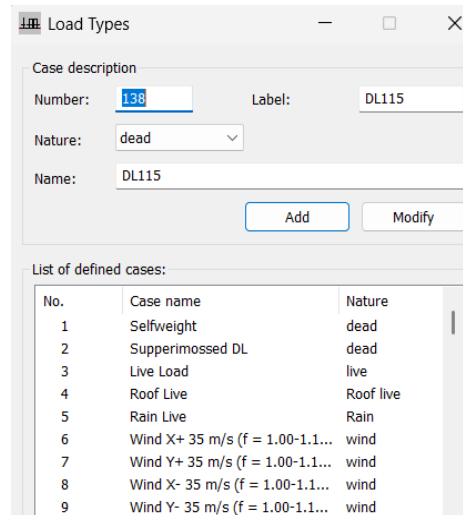 Load Types
Case description
Number: 138 Label: DL115
Nature: dead
Name: DL115
Add Modify
List of defined cases:
No. Case name Nature
1 Selfweight dead
2 Supperimossed DL dead
3 Live Load live
4 Roof Live Roof live
5 Rain Live Rain
6 Wind X+ 35 m/s (f = 1.00-1.1... wind
7 Wind Y+ 35 m/s (f = 1.00-1.1... wind
8 Wind X- 35 m/s (f = 1.00-1.1... wind
9 Wind Y- 35 m/s (f = 1.00-1.1... wind